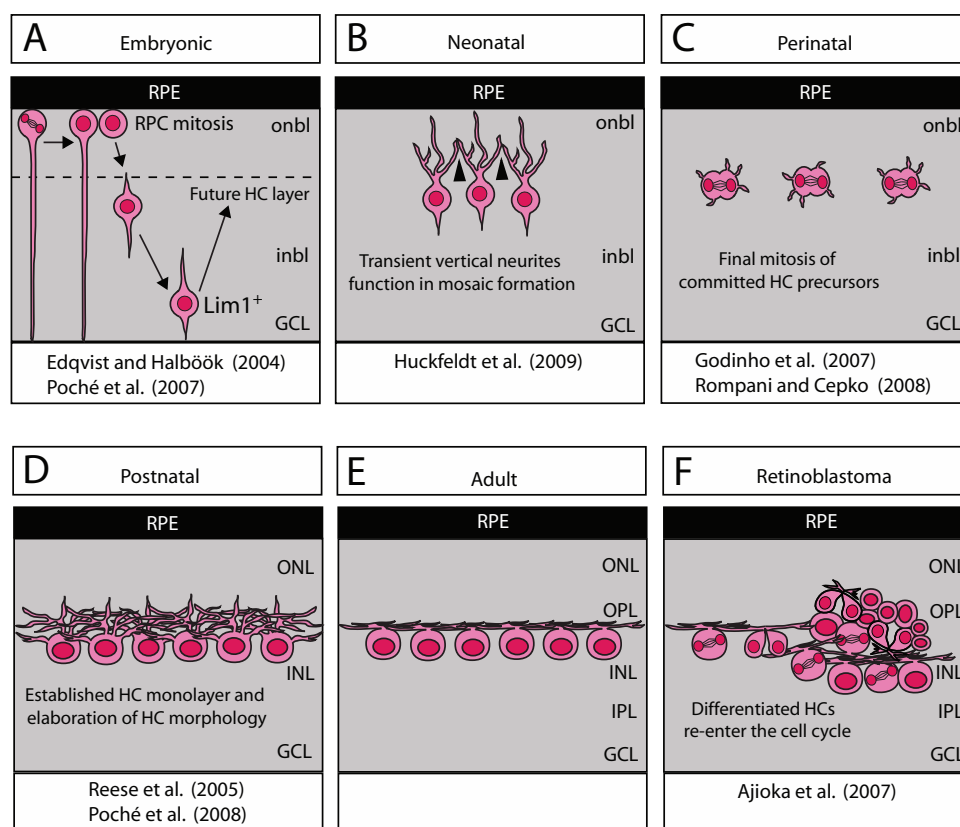 A Embryonic
RPE
RPC mitosis
onbl
Future HC layer
inbl
Lim1+
GCL
Edqvist and Halböök (2004)
Poché et al. (2007)
B Neonatal
RPE
onbl
inbl
Transient vertical neurites
function in mosaic formation
GCL
Huckfeldt et al. (2009)
C Perinatal
RPE
onbl
inbl
Final mitosis of
committed HC precursors
GCL
Godinho et al. (2007)
Rompani and Cepko (2008)
D Postnatal
RPE
ONL
INL
Established HC monolayer and
elaboration of HC morphology
GCL
Reese et al. (2005)
Poché et al. (2008)
E Adult
RPE
ONL
OPL
INL
IPL
GCL
F Retinoblastoma
RPE
ONL
OPL
INL
Differentiated HCs
re-enter the cell cycle
IPL
GCL
Ajioka et al. (2007)